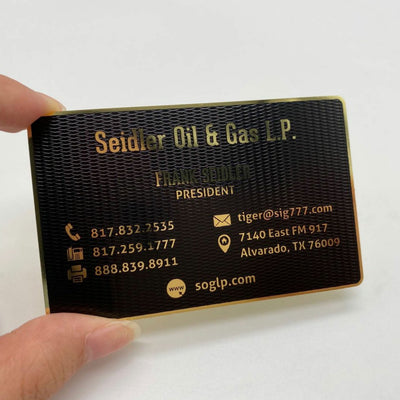 Seidler Oil & Gas L.P.
FRANK SEIDLER
PRESIDENT
817.832.2535
817.259.1777
888.839.8911
tiger@sig777.com
7140 East FM 917
Alvarado, TX 76009
www
soglp.com